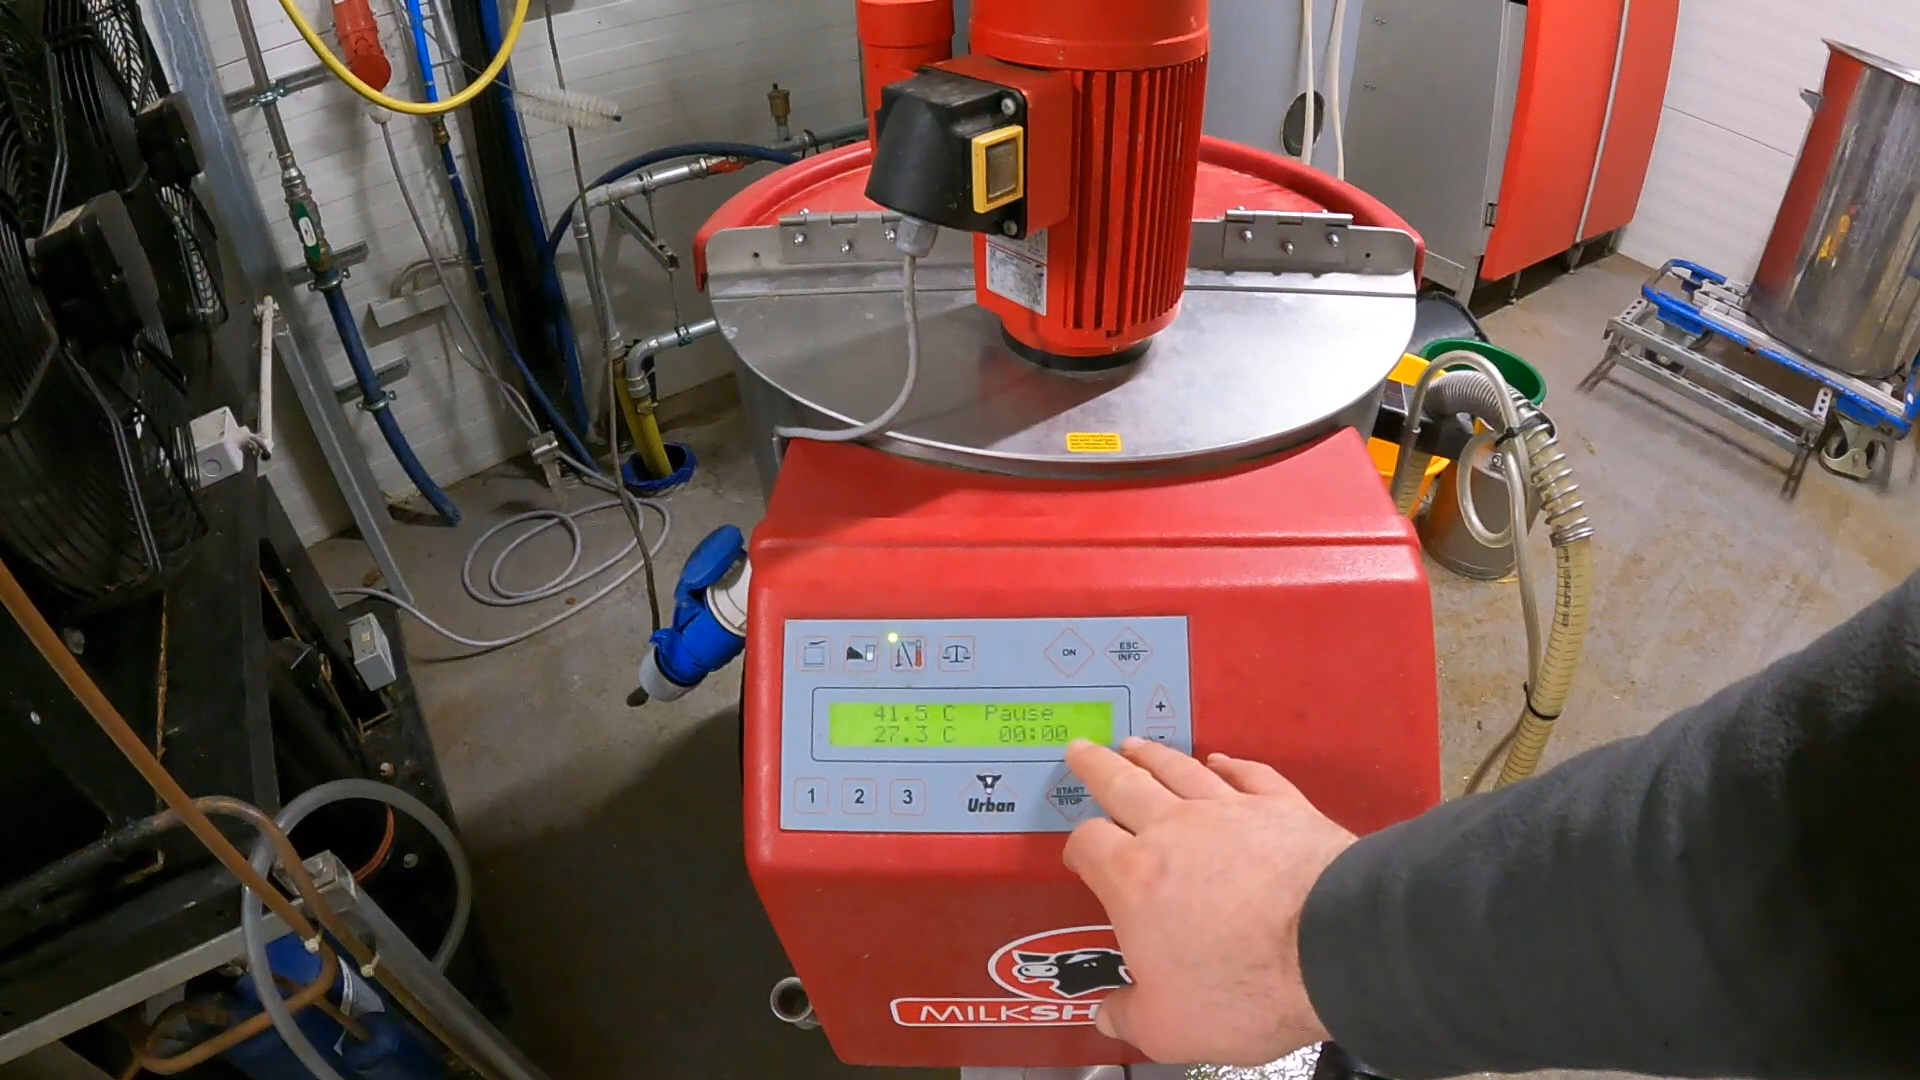 ON
ESC
INFO
41.5 C Pause
27.3 C 00:00
+
-
1 2 3
Urban
START
STOP
MILKSH